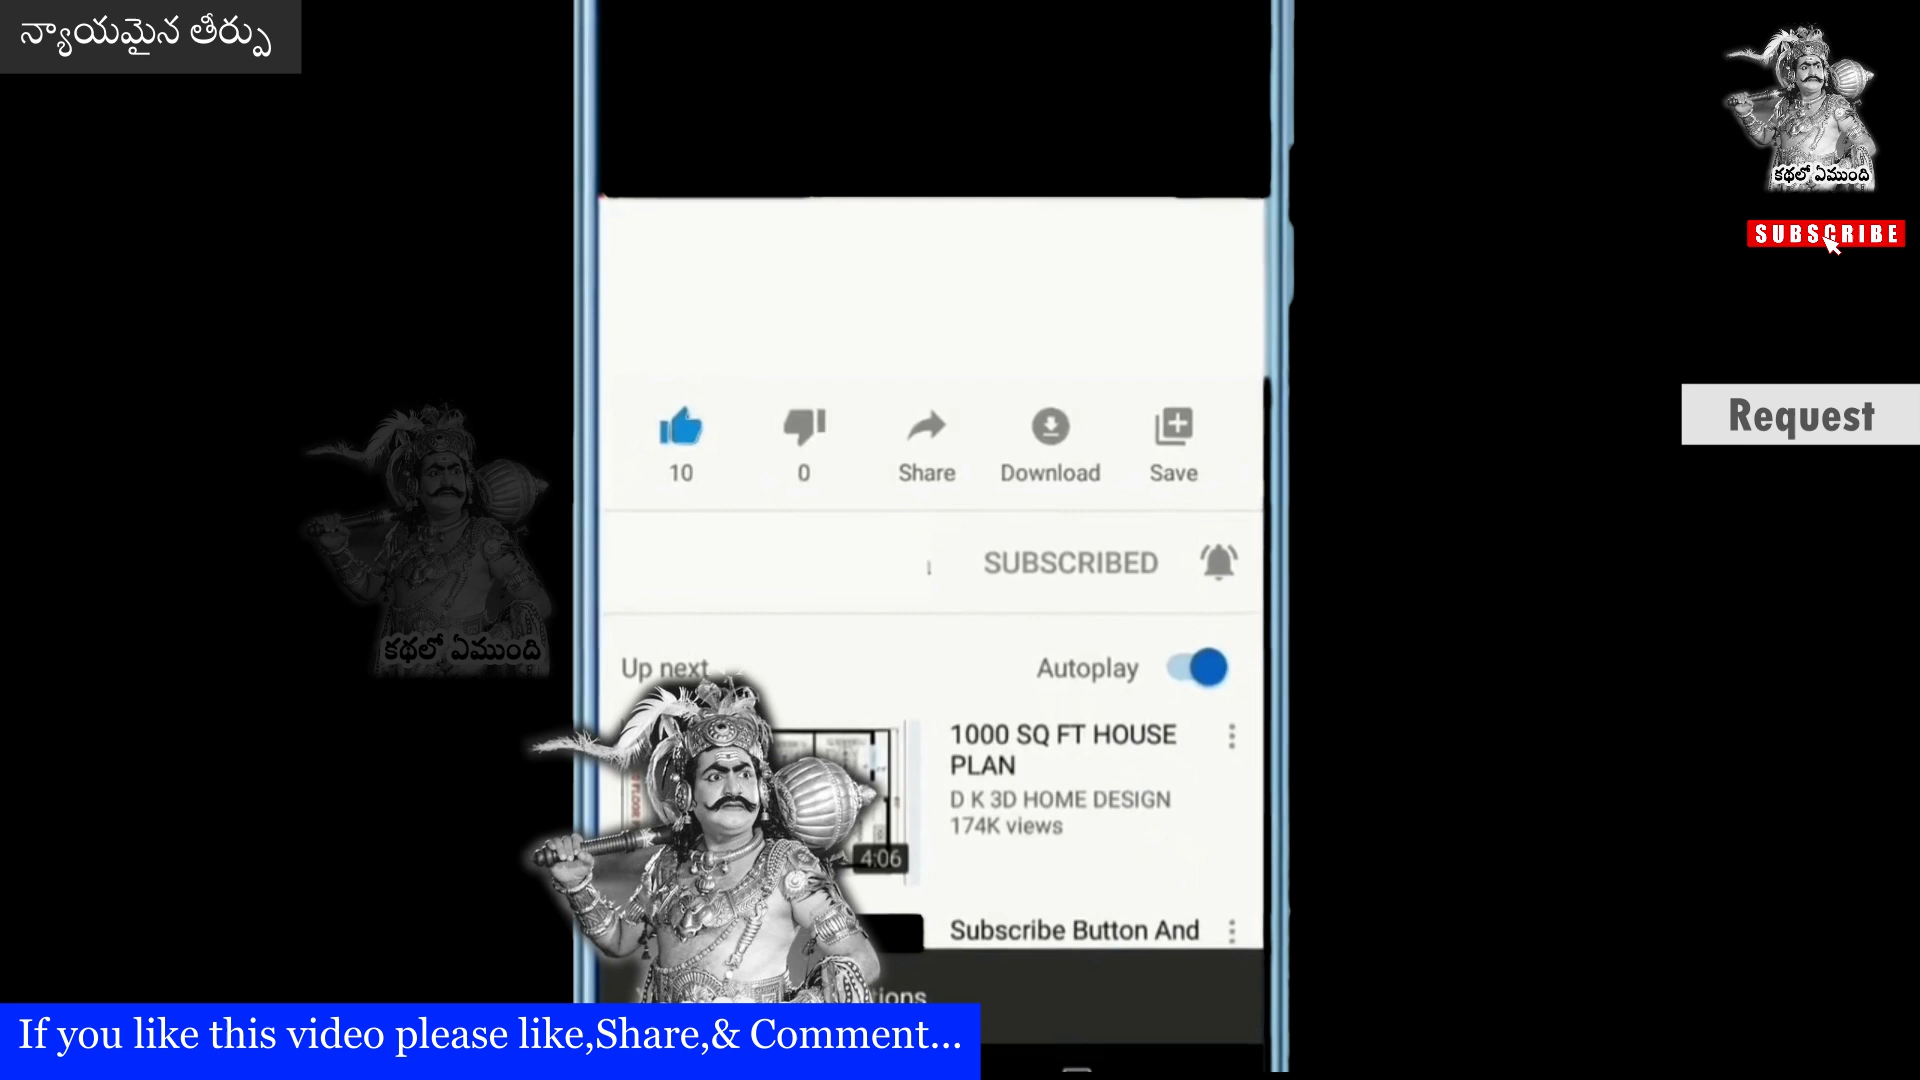 న్యాయమైన తీర్పు
కథలో ఏముంది
SUBSCRIBE
Request
10
0
Share
Download
Save
SUBSCRIBED
కథలో ఏముంది
Up next
Autoplay
1000 SQ FT HOUSE
PLAN
D K 3D HOME DESIGN
174K views
4:06
Subscribe Button And
If you like this video please like,Share,& Comment...